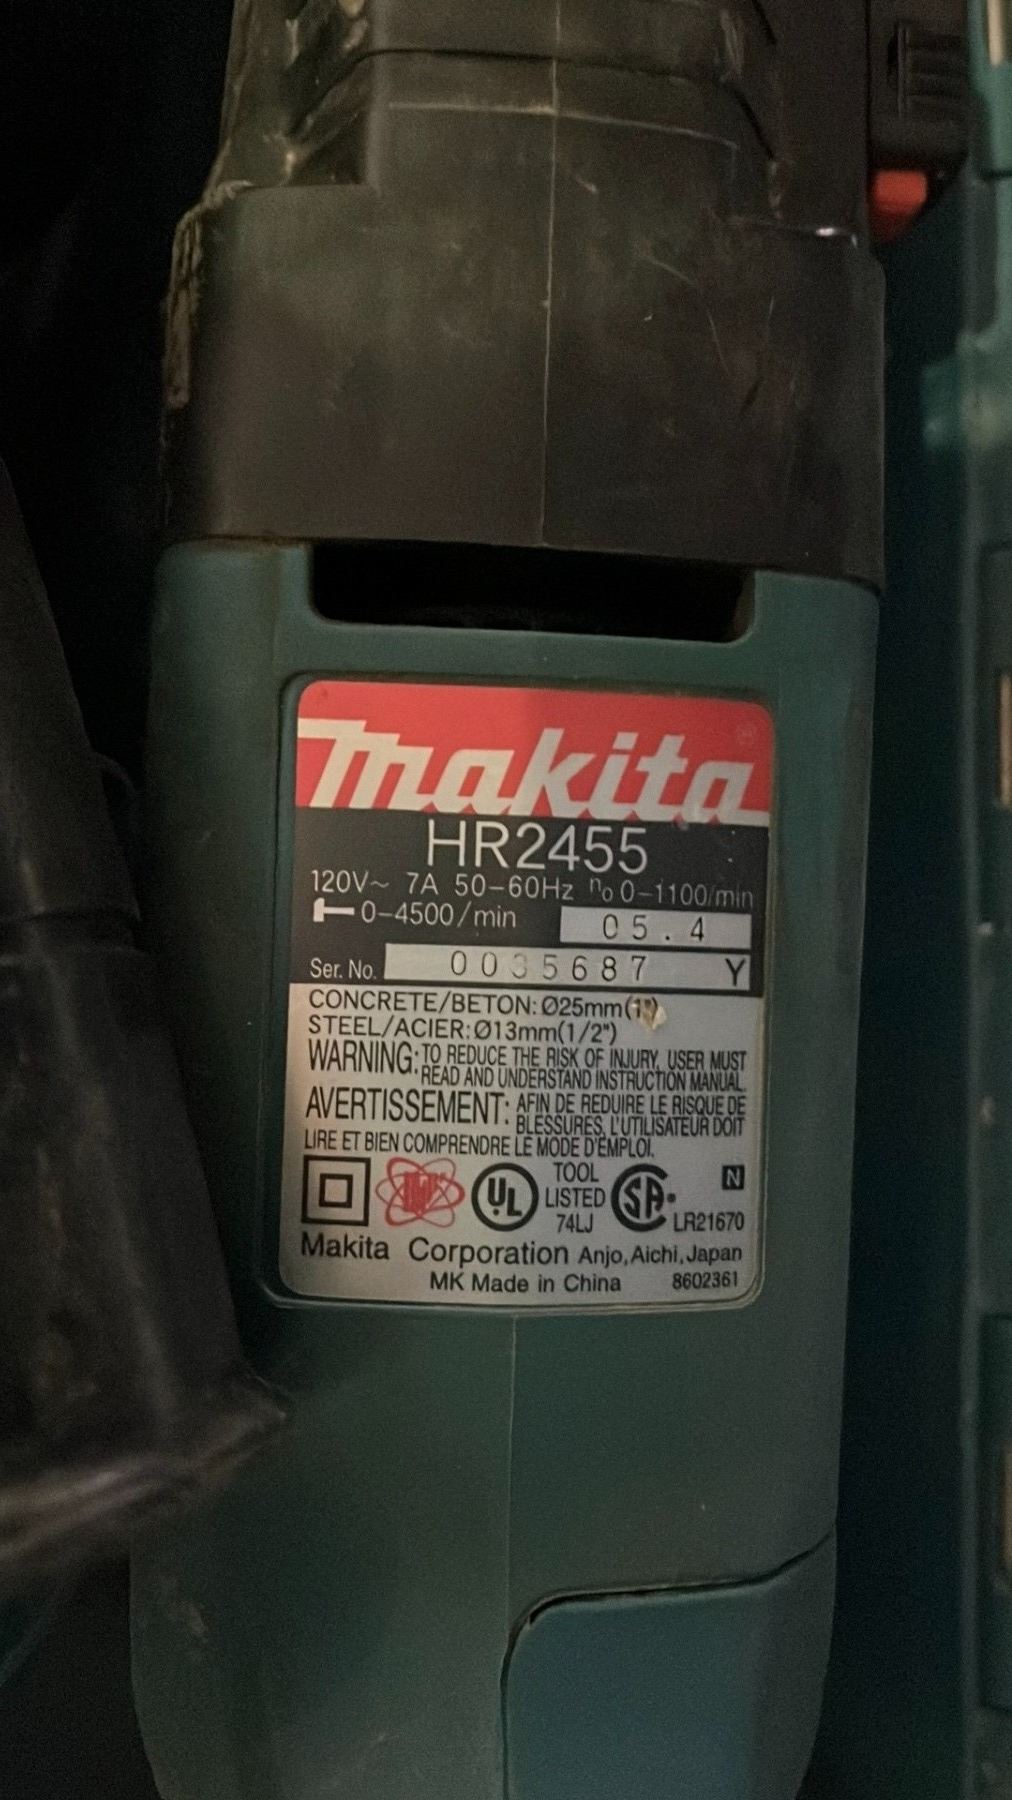 makita
HR2455
120V~ 7A 50-60Hz n₀ 0-1100/min
0-4500/min 05.4
Ser. No. 0035687 Y
CONCRETE/BETON: Ø25mm(1")
STEEL/ACIER: Ø13mm(1/2")
WARNING: TO REDUCE THE RISK OF INJURY, USER MUST
READ AND UNDERSTAND INSTRUCTION MANUAL.
AVERTISSEMENT: AFIN DE REDUIRE LE RISQUE DE
BLESSURES, L'UTILISATEUR DOIT
LIRE ET BIEN COMPRENDRE LE MODE D'EMPLOI.
UL TOOL LISTED 74LJ SA LR21670 N
Makita Corporation Anjo, Aichi, Japan
MK Made in China 8602361